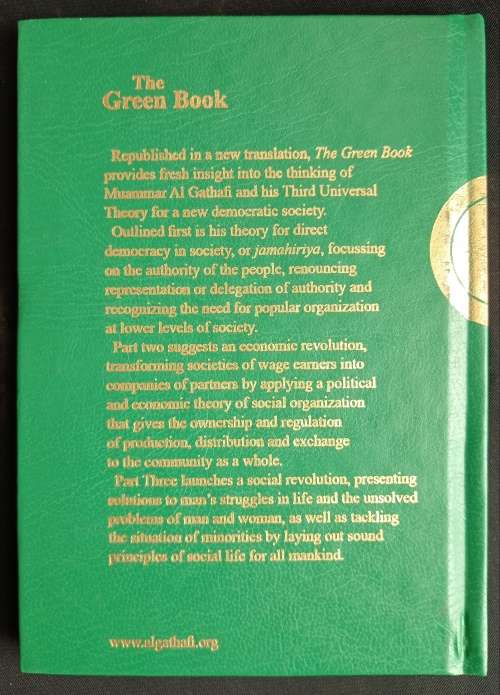 The
Green Book
Republished in a new translation, The Green Book
provides fresh insight into the thinking of
Muammar Al Gathafi and his Third Universal
Theory for a new democratic society.
Outlined first is his theory for direct
democracy in society, or jamahiriya, focussing
on the authority of the people, renouncing
representation or delegation of authority and
recognizing the need for popular organization
at lower levels of society.
Part two suggests an economic revolution,
transforming societies of wage earners into
companies of partners by applying a political
and economic theory of social organization
that gives the ownership and regulation
of production, distribution and exchange
to the community as a whole.
Part Three launches a social revolution, presenting
solutions to man's struggles in life and the unsolved
problems of man and woman, as well as tackling
the situation of minorities by laying out sound
principles of social life for all mankind.
www.algathafi.org